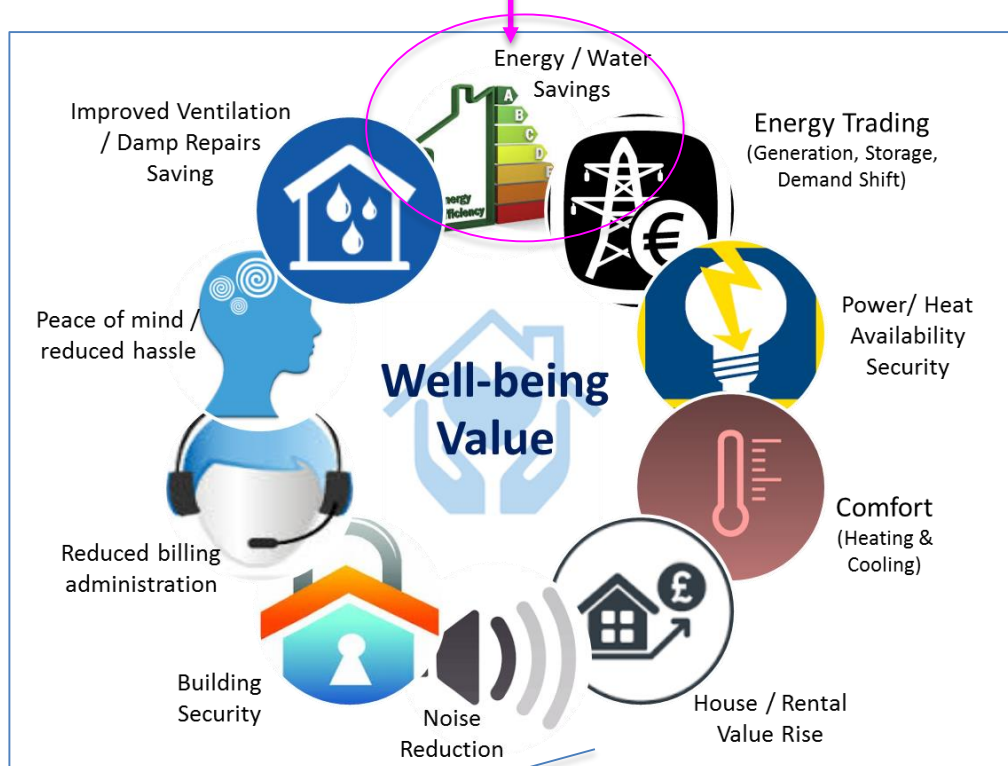 Energy / Water
Savings
A
B
C
D
E
nergy
fficiency
Improved Ventilation
/ Damp Repairs
Saving
Energy Trading
(Generation, Storage,
Demand Shift)
€
Peace of mind /
reduced hassle
Power/ Heat
Availability
Security
Well-being
Value
Comfort
(Heating &
Cooling)
Reduced billing
administration
£
Building
Security
Noise
Reduction
House / Rental
Value Rise